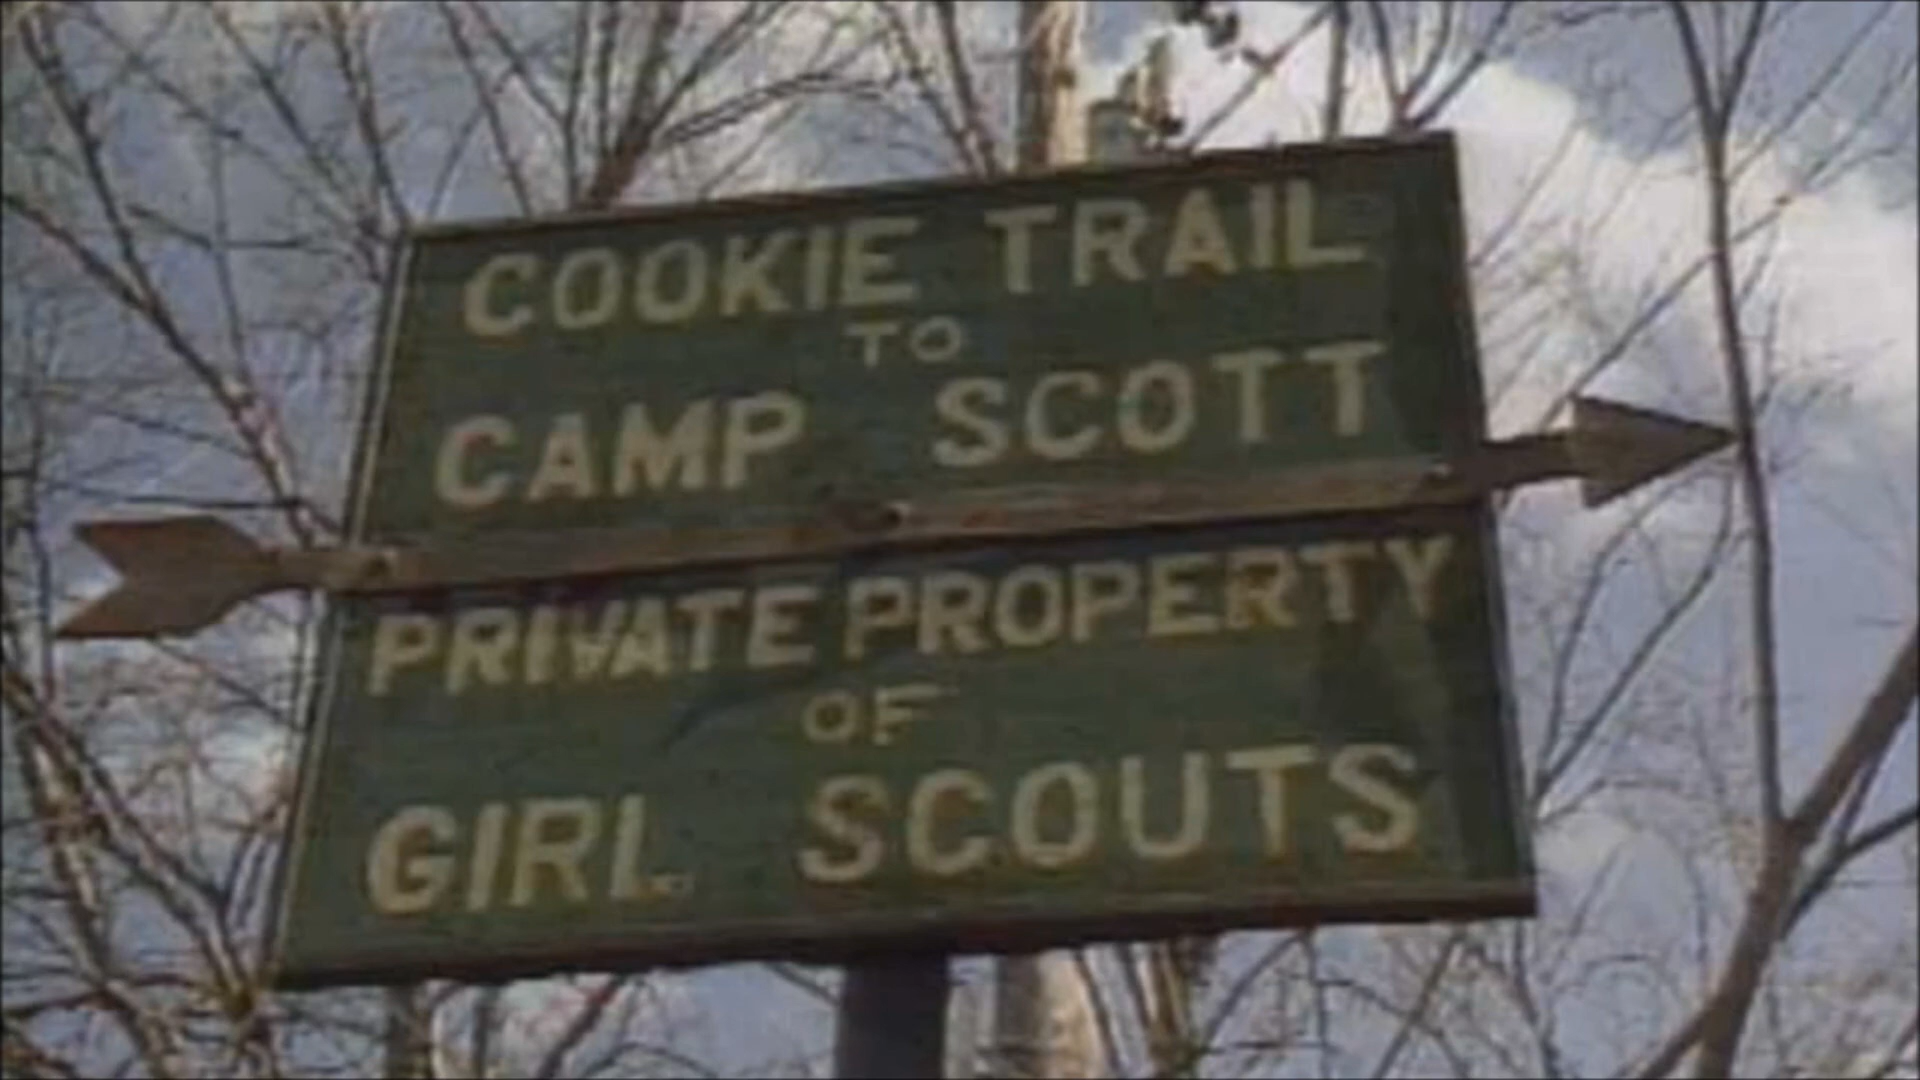 COOKIE TRAIL
TO
CAMP SCOTT
PRIVATE PROPERTY
OF
GIRL SCOUTS